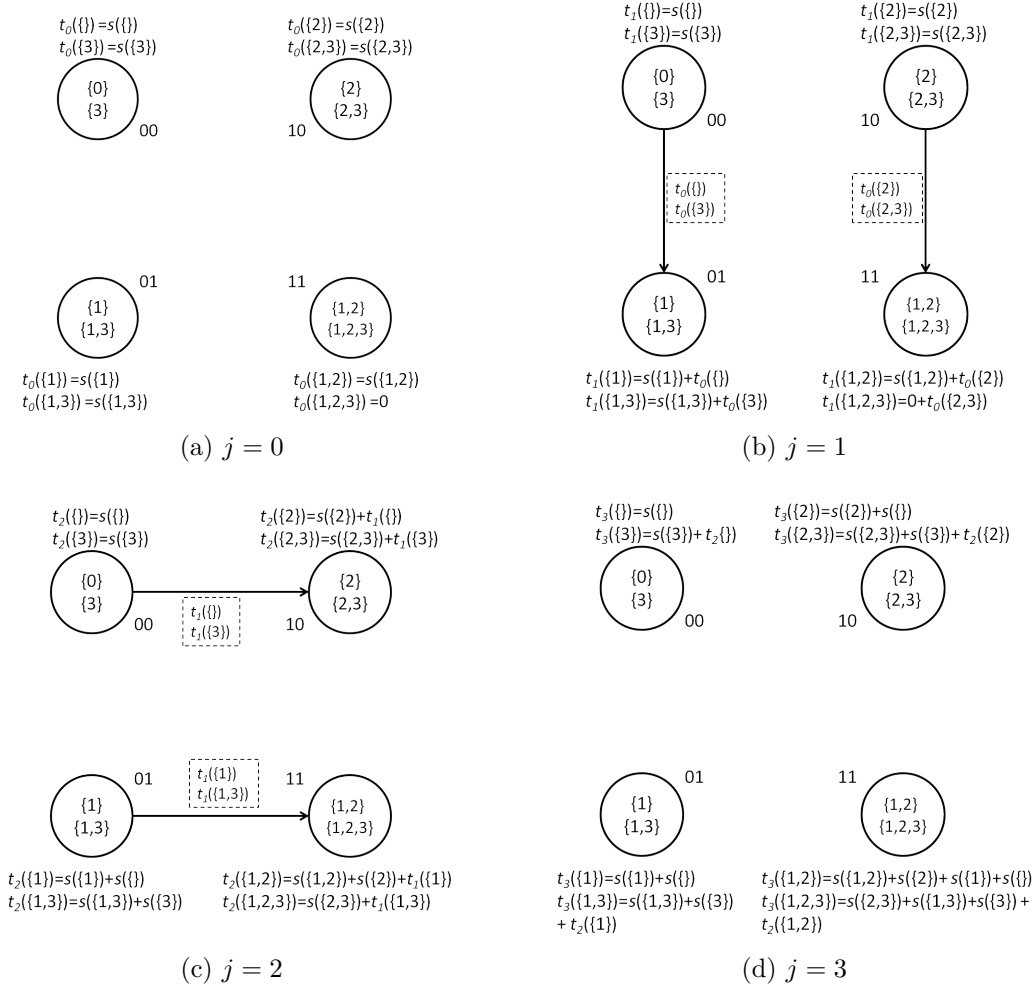 t0({}) =s({})
t0({3}) =s({3})
{0}
{3}
00
t0({2}) =s({2})
t0({2,3}) =s({2,3})
{2}
{2,3}
10
01
{1}
{1,3}
t0({1}) =s({1})
t0({1,3}) =s({1,3})
11
{1,2}
{1,2,3}
t0({1,2}) =s({1,2})
t0({1,2,3}) =0
(a) j = 0
t1({})=s({})
t1({3})=s({3})
{0}
{3}
00
t1({2})=s({2})
t1({2,3})=s({2,3})
{2}
{2,3}
10
t0({})
t0({3})
t0({2})
t0({2,3})
01
{1}
{1,3}
t1({1})=s({1})+t0({})
t1({1,3})=s({1,3})+t0({3})
11
{1,2}
{1,2,3}
t1({1,2})=s({1,2})+t0({2})
t1({1,2,3})=0+t0({2,3})
(b) j = 1
t2({})=s({})
t2({3})=s({3})
{0}
{3}
00
t1({})
t1({3})
t2({2})=s({2})+t1({})
t2({2,3})=s({2,3})+t1({3})
{2}
{2,3}
10
01
{1}
{1,3}
t2({1})=s({1})+s({})
t2({1,3})=s({1,3})+s({3})
t1({1})
t1({1,3})
11
{1,2}
{1,2,3}
t2({1,2})=s({1,2})+s({2})+t1({1})
t2({1,2,3})=s({2,3})+t1({1,3})
(c) j = 2
t3({})=s({})
t3({3})=s({3})+ t2{})
{0}
{3}
00
t3({2})=s({2})+s({})
t3({2,3})=s({2,3})+s({3})+ t2({2})
{2}
{2,3}
10
01
{1}
{1,3}
t3({1})=s({1})+s({})
t3({1,3})=s({1,3})+s({3})
+ t2({1})
11
{1,2}
{1,2,3}
t3({1,2})=s({1,2})+s({2})+s({1})+s({})
t3({1,2,3})=s({2,3})+s({1,3})+s({3}) +
t2({1,2})
(d) j = 3